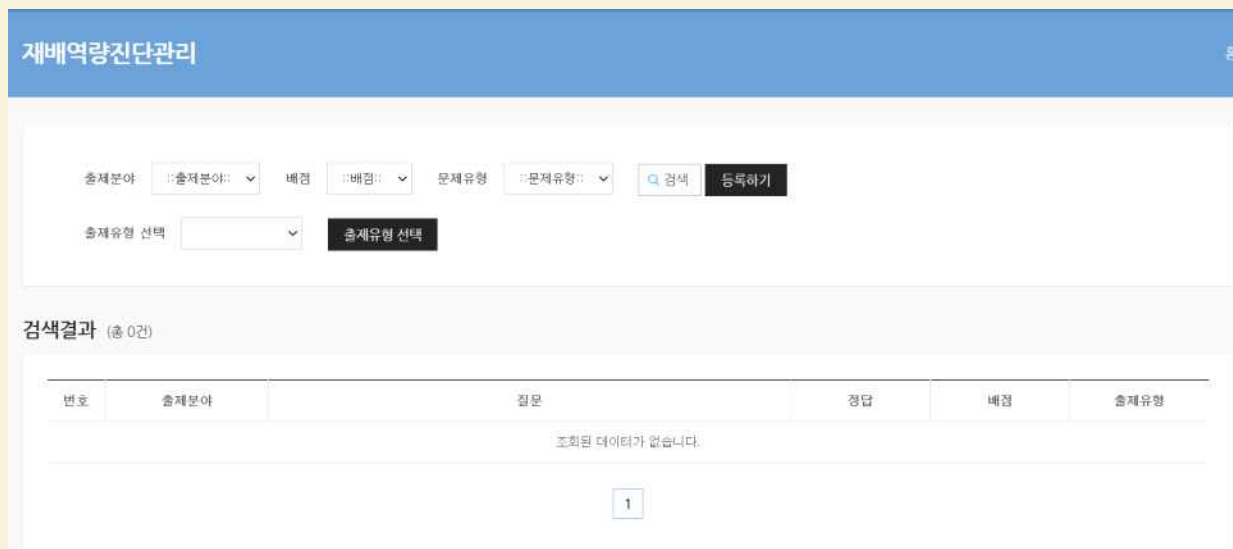 재배역량진단관리
홈
출제분야 ::출제분야:: 배점 ::배점:: 문제유형 ::문제유형:: 검색 등록하기
출제유형 선택 출제유형 선택
검색결과 (총 0건)
번호 출제분야 질문 정답 배점 출제유형
조회된 데이터가 없습니다.
1